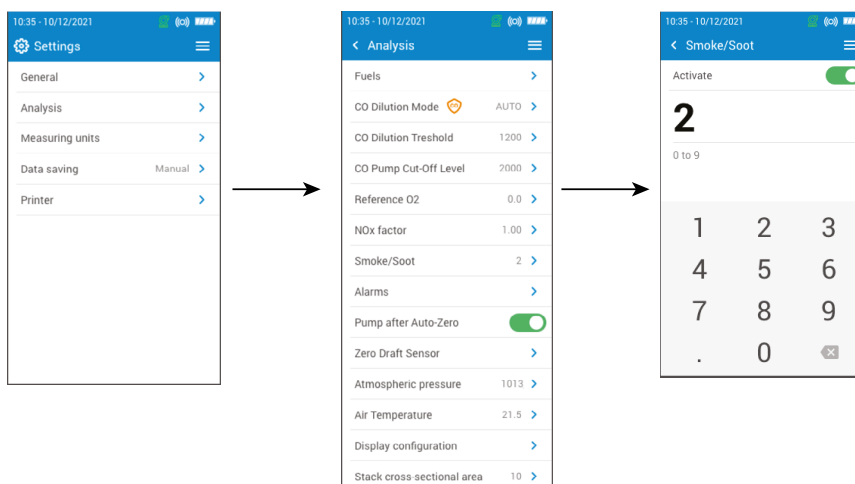 10:35 - 10/12/2021
Settings
General
Analysis
Measuring units
Data saving Manual
Printer
10:35 - 10/12/2021
Analysis
Fuels
CO Dilution Mode AUTO
CO Dilution Treshold 1200
CO Pump Cut-Off Level 2000
Reference O2 0.0
NOx factor 1.00
Smoke/Soot 2
Alarms
Pump after Auto-Zero
Zero Draft Sensor
Atmospheric pressure 1013
Air Temperature 21.5
Display configuration
Stack cross-sectional area 10
10:35 - 10/12/2021
Smoke/Soot
Activate
2
0 to 9
1 2 3
4 5 6
7 8 9
. 0